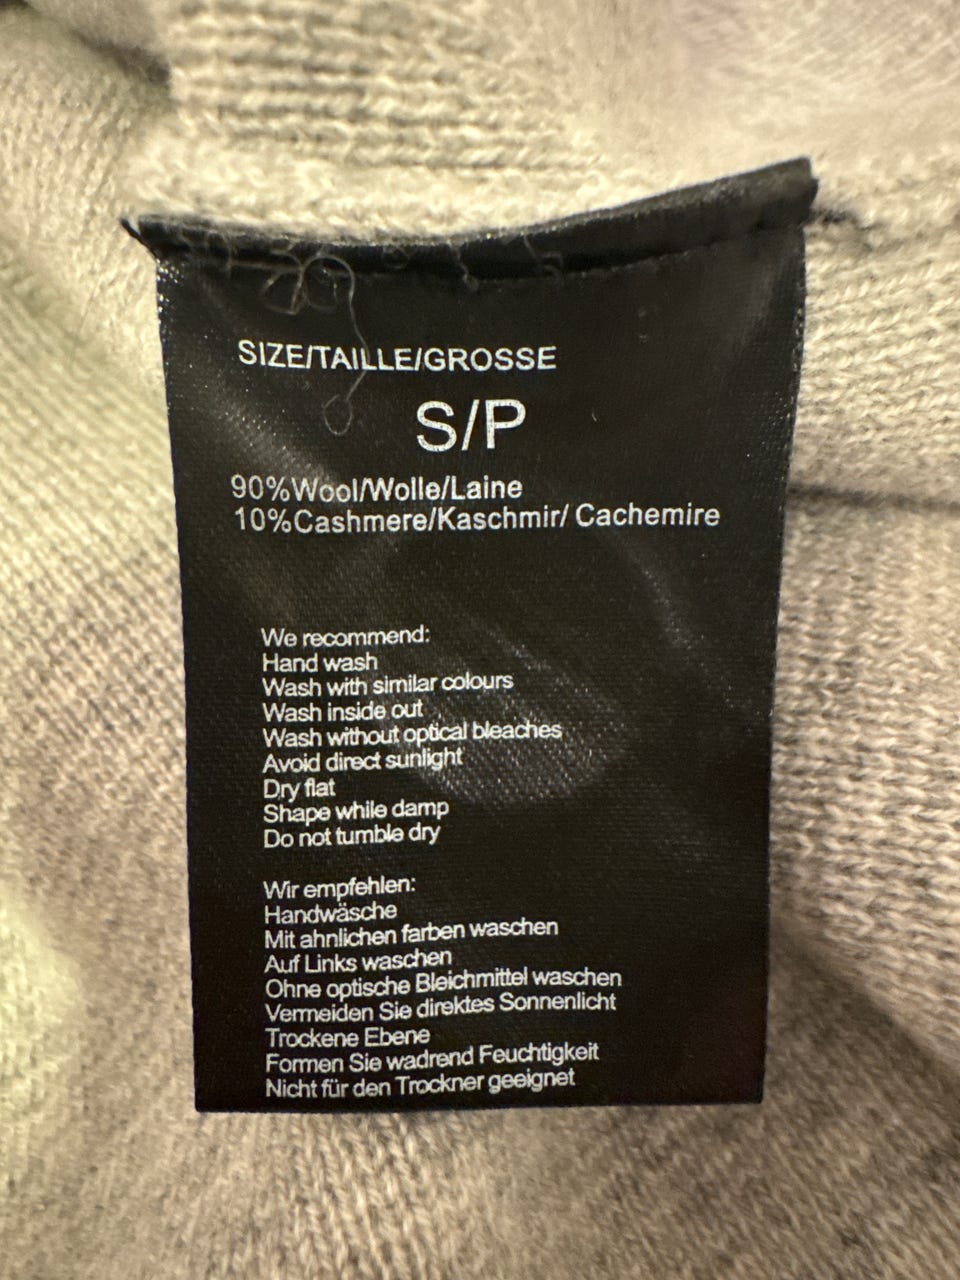 SIZE/TAILLE/GROSSE
S/P
90%Wool/Wolle/Laine
10%Cashmere/Kaschmir/ Cachemire
We recommend:
Hand wash
Wash with similar colours
Wash inside out
Wash without optical bleaches
Avoid direct sunlight
Dry flat
Shape while damp
Do not tumble dry
Wir empfehlen:
Handwäsche
Mit ahnlichen farben waschen
Auf Links waschen
Ohne optische Bleichmittel waschen
Vermeiden Sie direktes Sonnenlicht
Trockene Ebene
Formen Sie wadrend Feuchtigkeit
Nicht für den Trockner geeignet